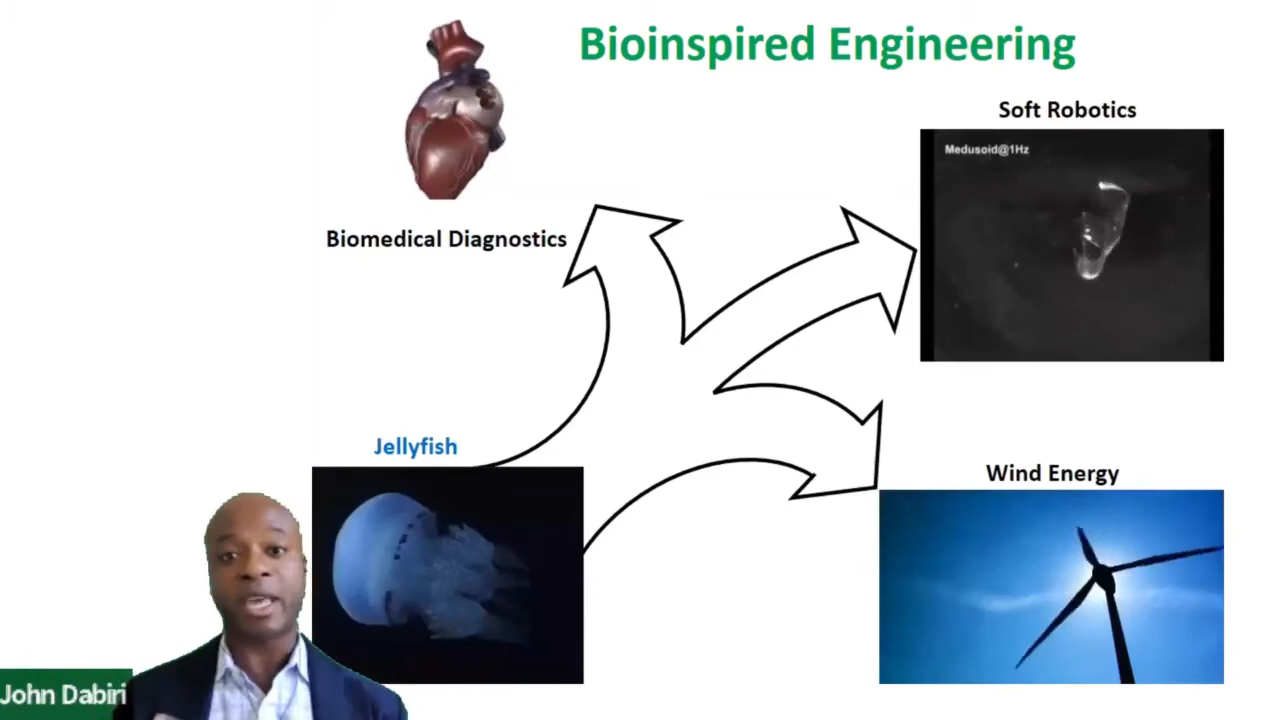 Bioinspired Engineering
Soft Robotics
Medusoid@1Hz
Biomedical Diagnostics
Jellyfish
Wind Energy
John Dabiri